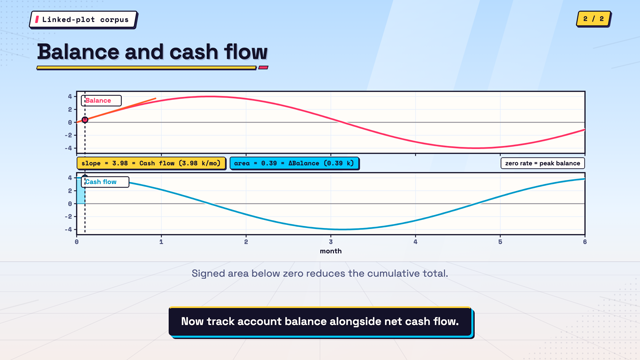 Linked-plot corpus
2 / 2
Balance and cash flow
4
2
0
-2
-4
Balance
slope = 3.98 = Cash flow (3.98 k/mo)
area = 0.39 = ΔBalance (0.39 k)
zero rate = peak balance
4
2
0
-2
-4
Cash flow
0
1
2
3
4
5
6
month
Signed area below zero reduces the cumulative total.
Now track account balance alongside net cash flow.